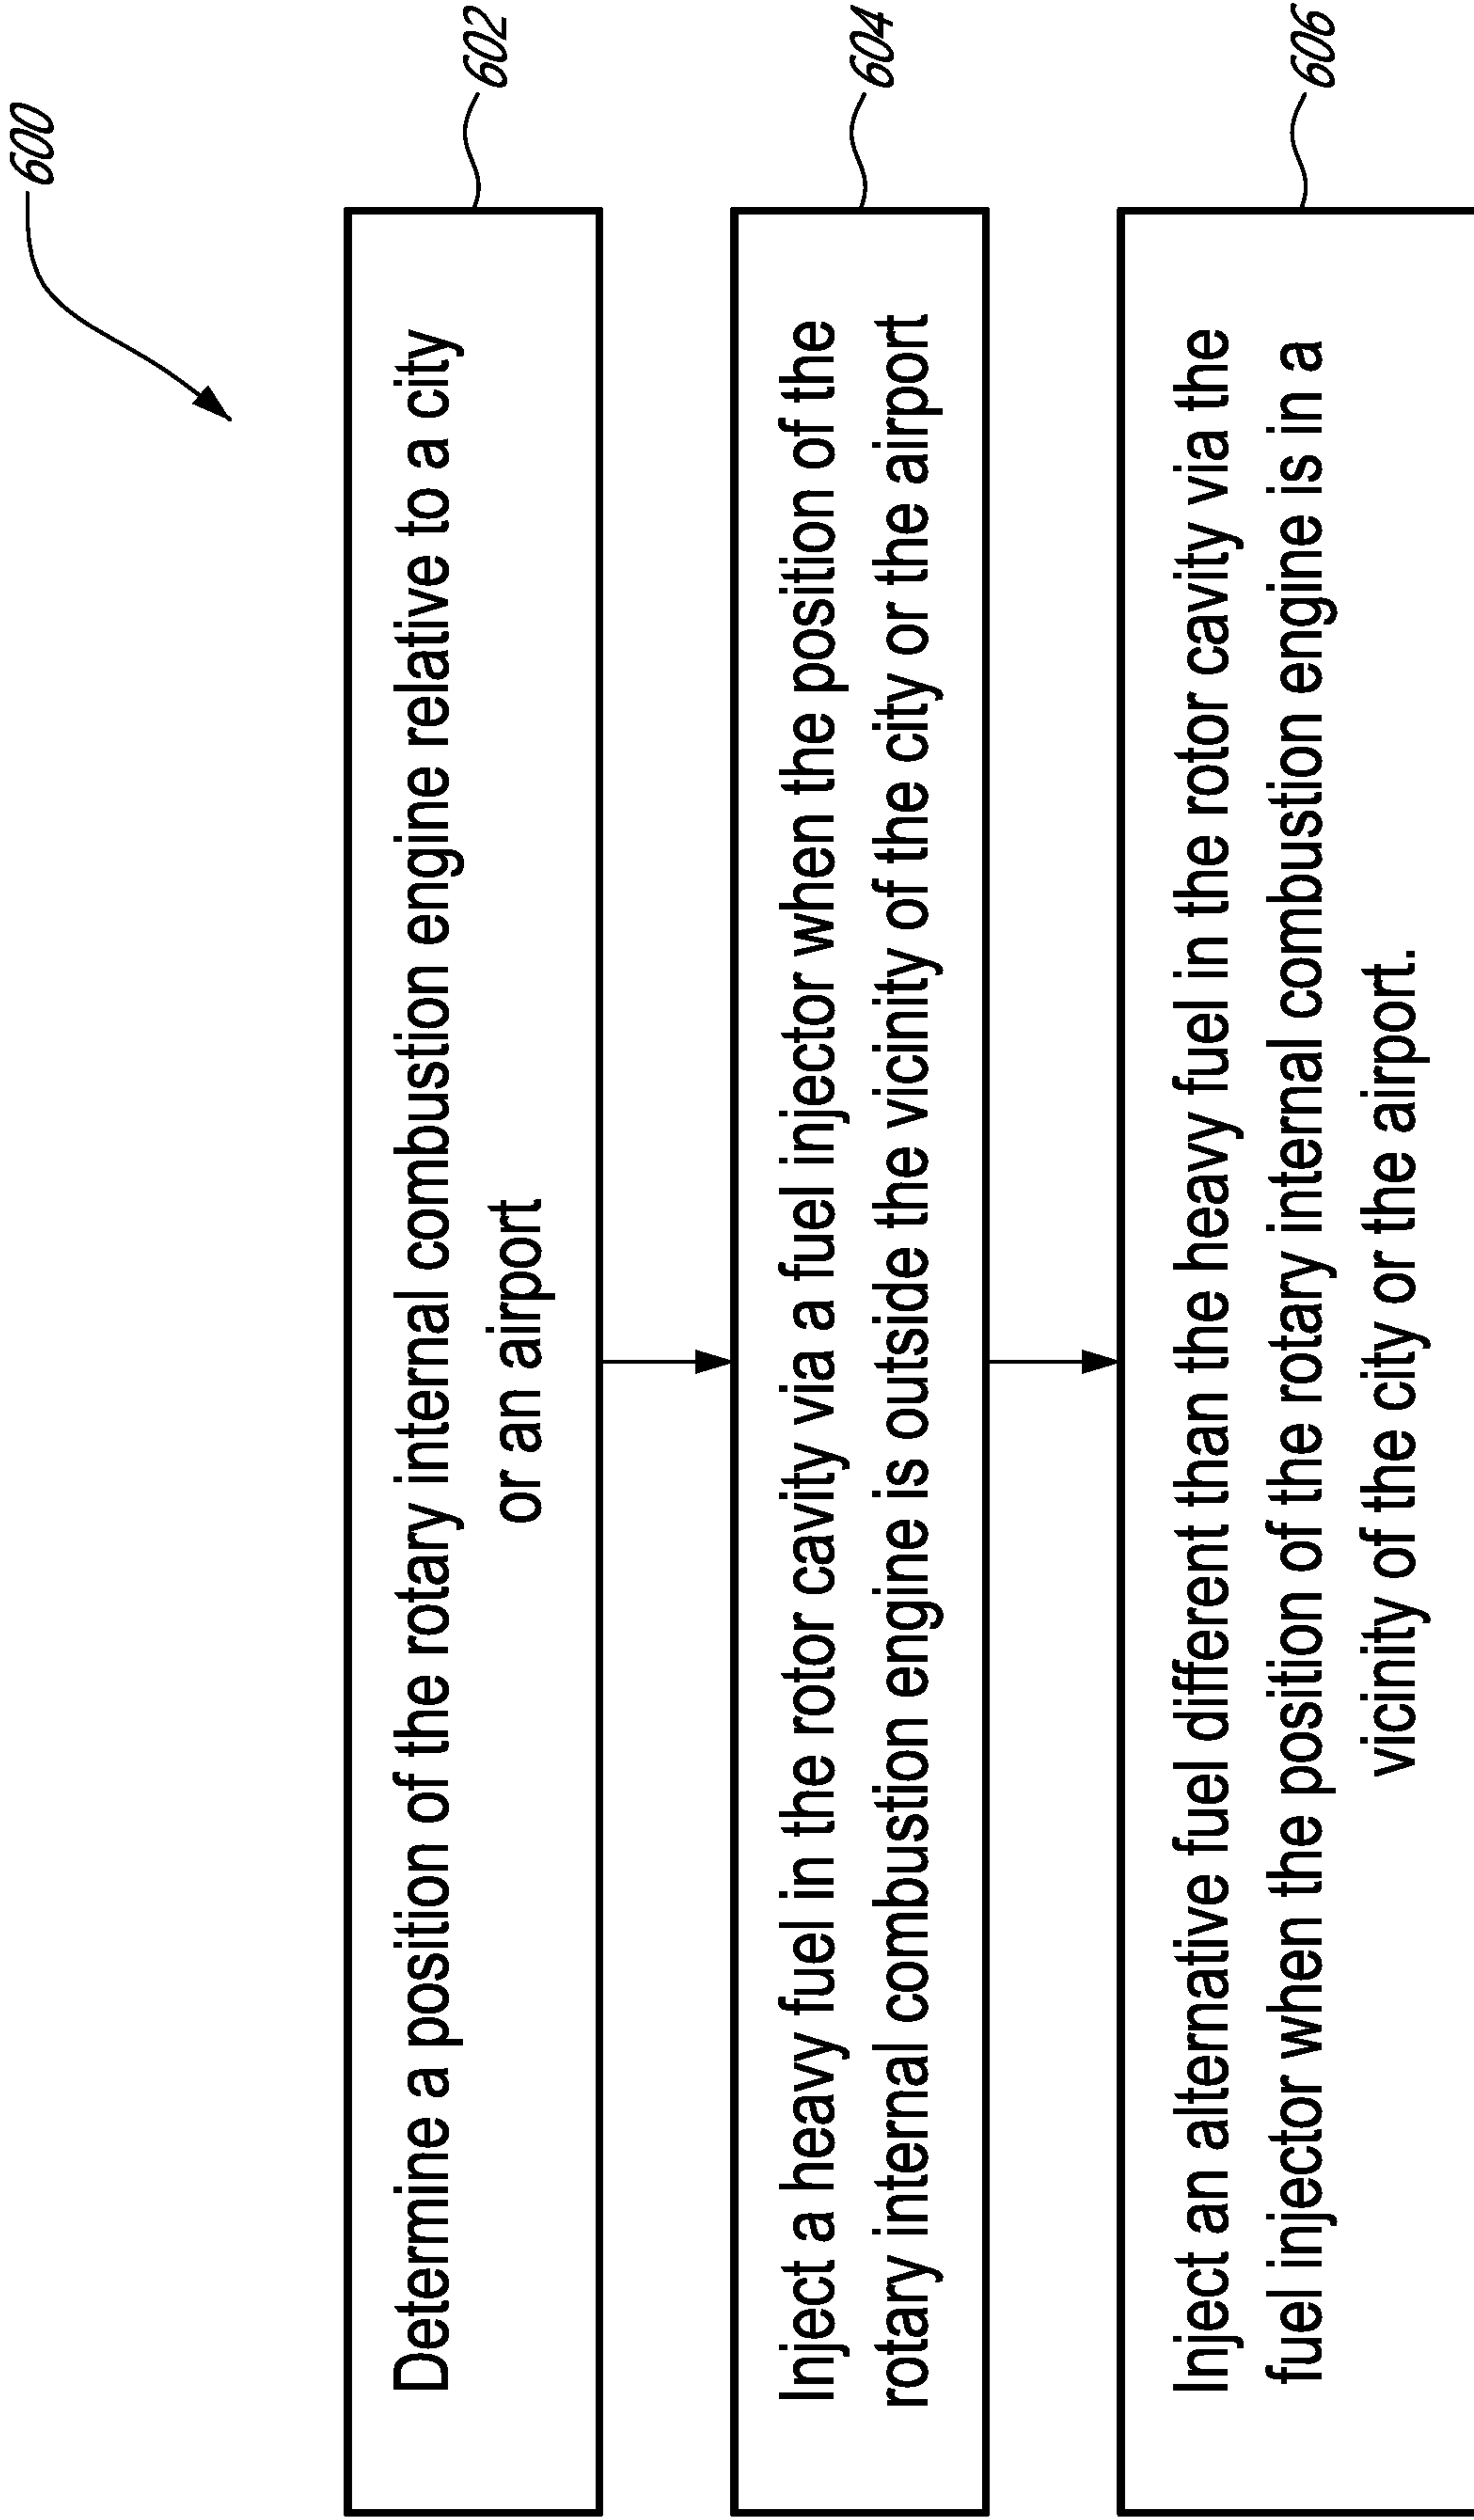 600
602
Determine a position of the rotary internal combustion engine relative to a city
or an airport
604
Inject a heavy fuel in the rotor cavity via a fuel injector when the position of the
rotary internal combustion engine is outside the vicinity of the city or the airport
606
Inject an alternative fuel different than the heavy fuel in the rotor cavity via the
fuel injector when the position of the rotary internal combustion engine is in a
vicinity of the city or the airport.